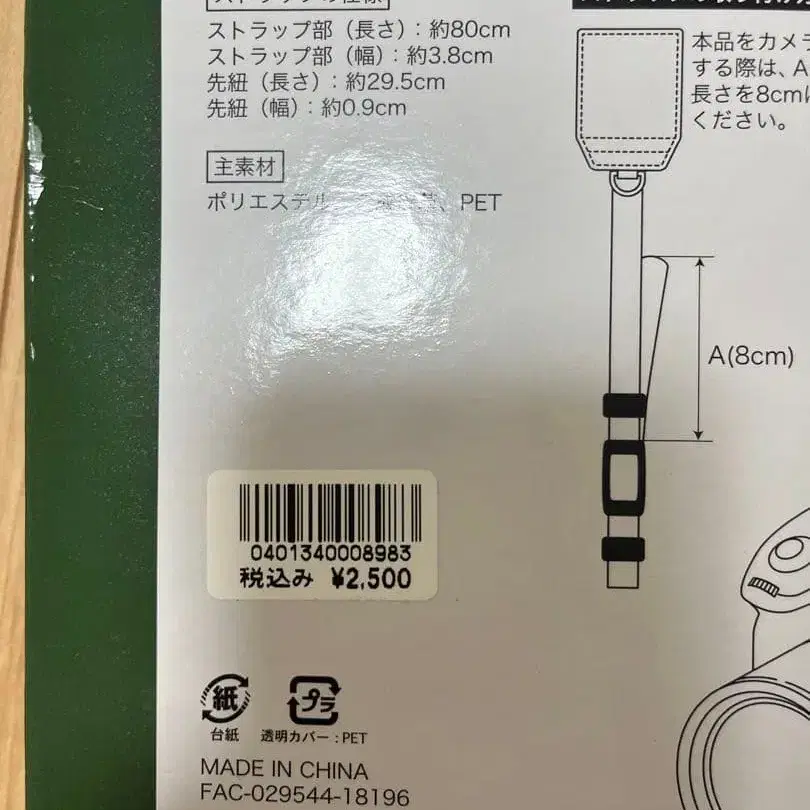 ストラップ部（長さ）：約80cm
ストラップ部（幅）：約3.8cm
先紐（長さ）：約29.5cm
先紐（幅）：約0.9cm
主素材
ポリエステル 、PET
本品をカメラ
する際は、A
長さを8cmに
ください。
A(8cm)
0401340008983
税込み ¥2,500
紙 プラ
台紙 透明カバー：PET
MADE IN CHINA
FAC-029544-18196